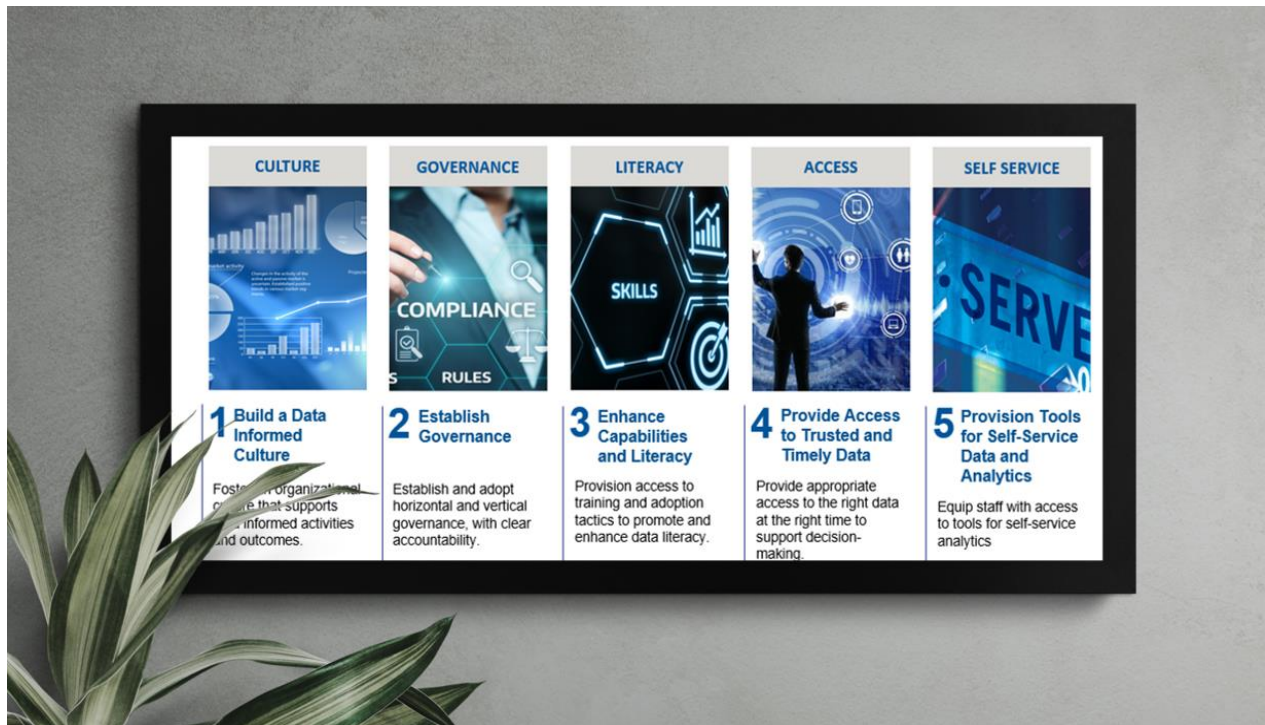 CULTURE
GOVERNANCE
LITERACY
ACCESS
SELF SERVICE
market activity
COMPLIANCE
RULES
SKILLS
SERVE
1 Build a Data
Informed
Culture
organizational
that supports
informed activities
and outcomes.
2 Establish
Governance
Establish and adopt
horizontal and vertical
governance, with clear
accountability.
3 Enhance
Capabilities
and Literacy
Provision access to
training and adoption
tactics to promote and
enhance data literacy.
4 Provide Access
to Trusted and
Timely Data
Provide appropriate
access to the right data
at the right time to
support decision-
making.
5 Provision Tools
for Self-Service
Data and
Analytics
Equip staff with access
to tools for self-service
analytics